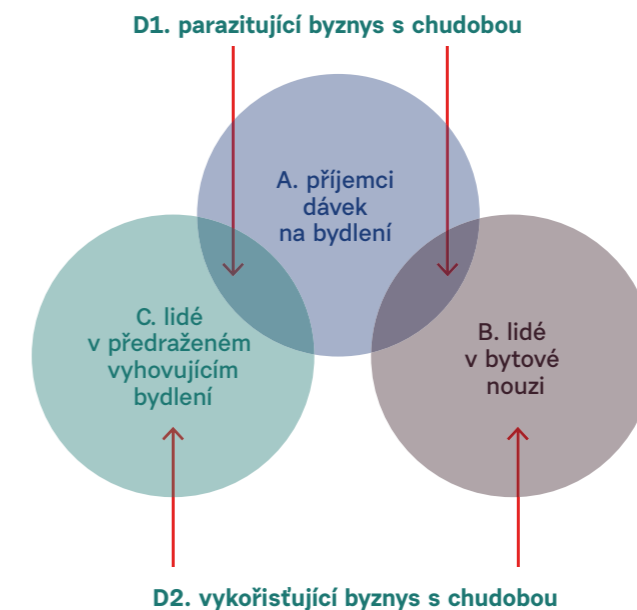 D1. parazitující byznys s chudobou
A. příjemci
dávek
na bydlení
C. lidé
v předraženém
vyhovujícím
bydlení
B. lidé
v bytové
nouzi
D2. vykořisťující byznys s chudobou